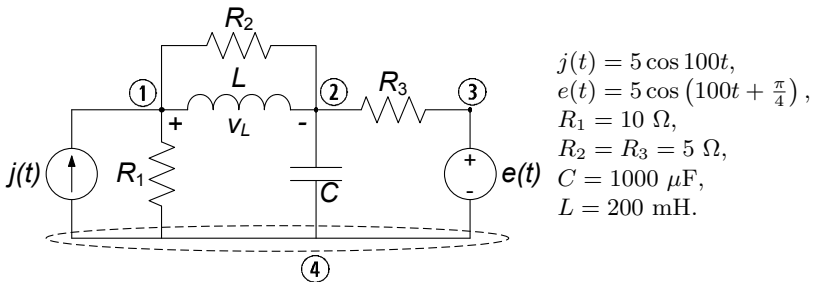 R2
L
R3
1
2
3
+
vL
-
j(t)
R1
C
+
-
e(t)
4
j(t) = 5 cos 100t,
e(t) = 5 cos (100t + π/4),
R1 = 10 Ω,
R2 = R3 = 5 Ω,
C = 1000 μF,
L = 200 mH.